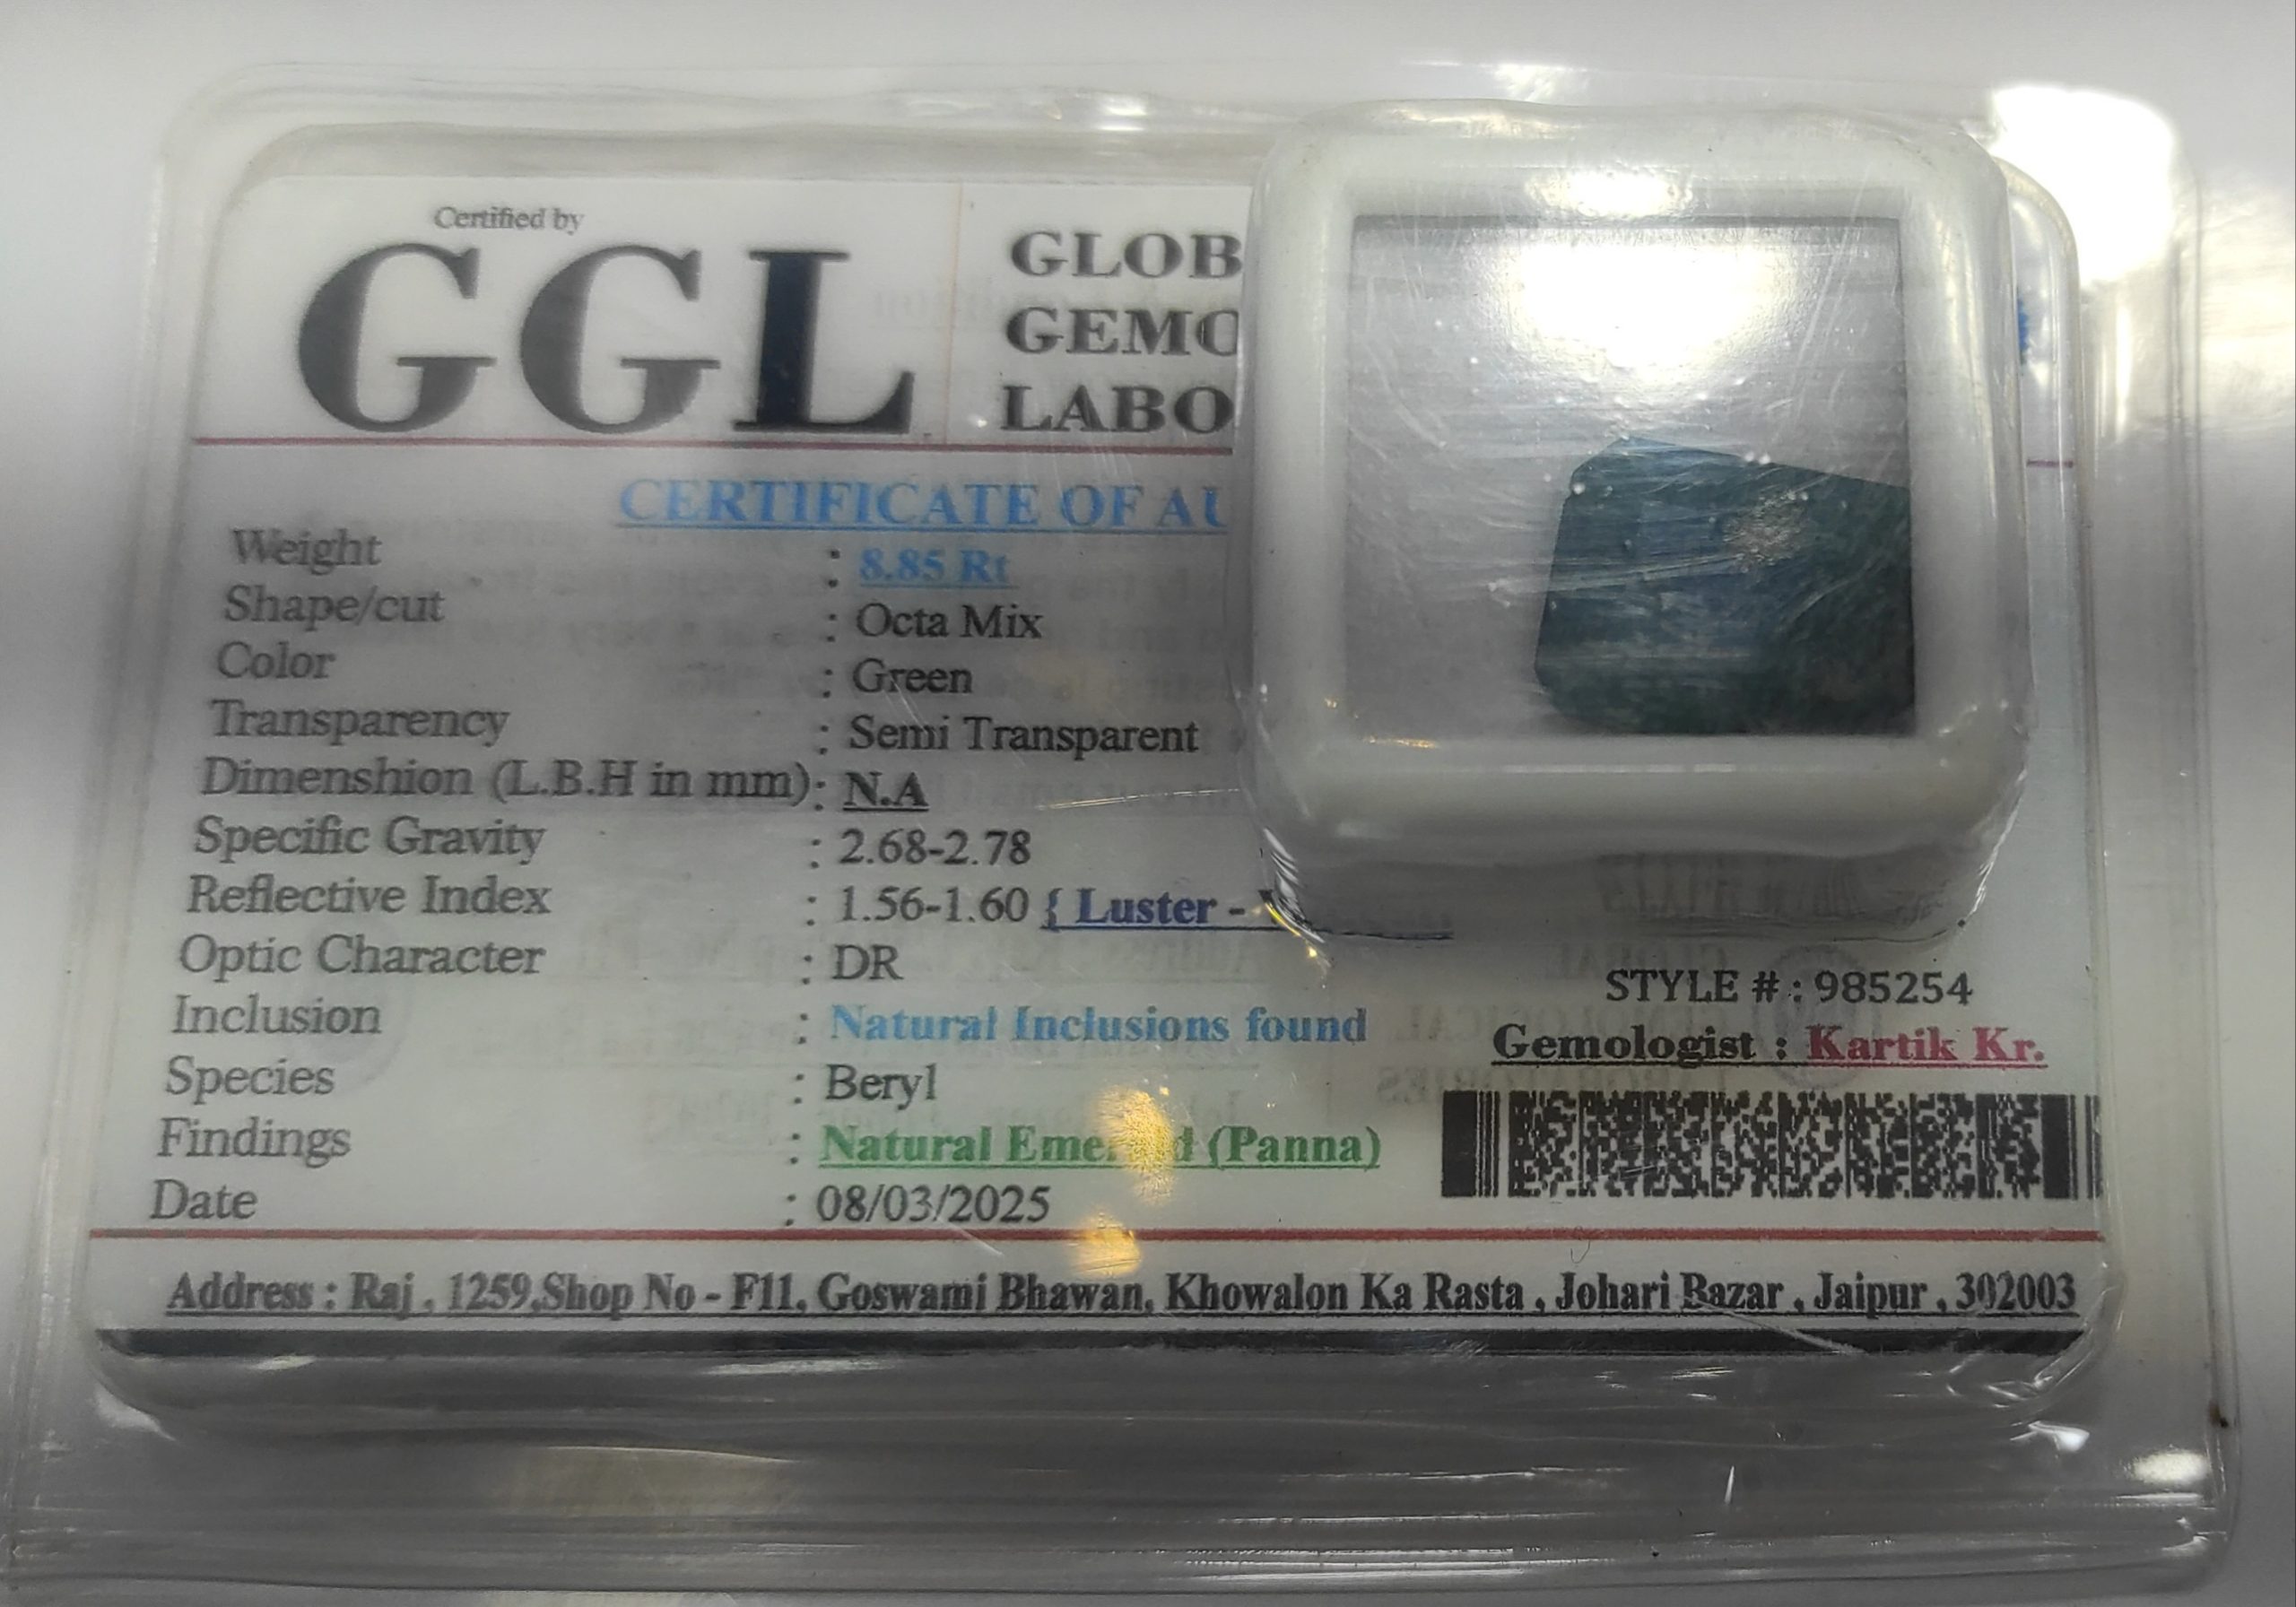 Certified by
GGL
GLOB
GEMO
LABO
CERTIFICATE OF AU
Weight : 8.85 Rt
Shape/cut : Octa Mix
Color : Green
Transparency : Semi Transparent
Dimenshion (L.B.H in mm): N.A
Specific Gravity : 2.68-2.78
Reflective Index : 1.56-1.60 { Luster -
Optic Character : DR
Inclusion : Natural Inclusions found
Species : Beryl
Findings : Natural Emerald (Panna)
Date : 08/03/2025
STYLE # : 985254
Gemologist : Kartik Kr.
Address : Raj , 1259,Shop No - F11, Goswami Bhawan, Khowalon Ka Rasta , Johari Bazar , Jaipur , 302003